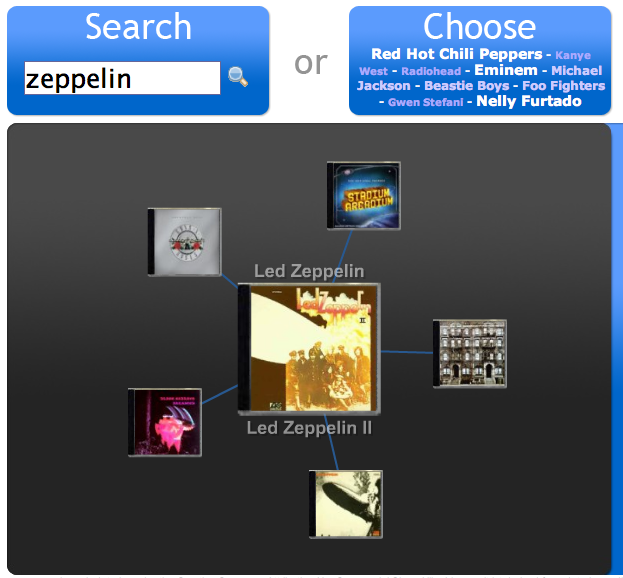 Search
zeppelin
or
Choose
Red Hot Chili Peppers - Kanye
West - Radiohead - Eminem - Michael
Jackson - Beastie Boys - Foo Fighters
- Gwen Stefani - Nelly Furtado
STADIUM
ARCADIUM
Led Zeppelin
Led Zeppelin
II
Led Zeppelin II